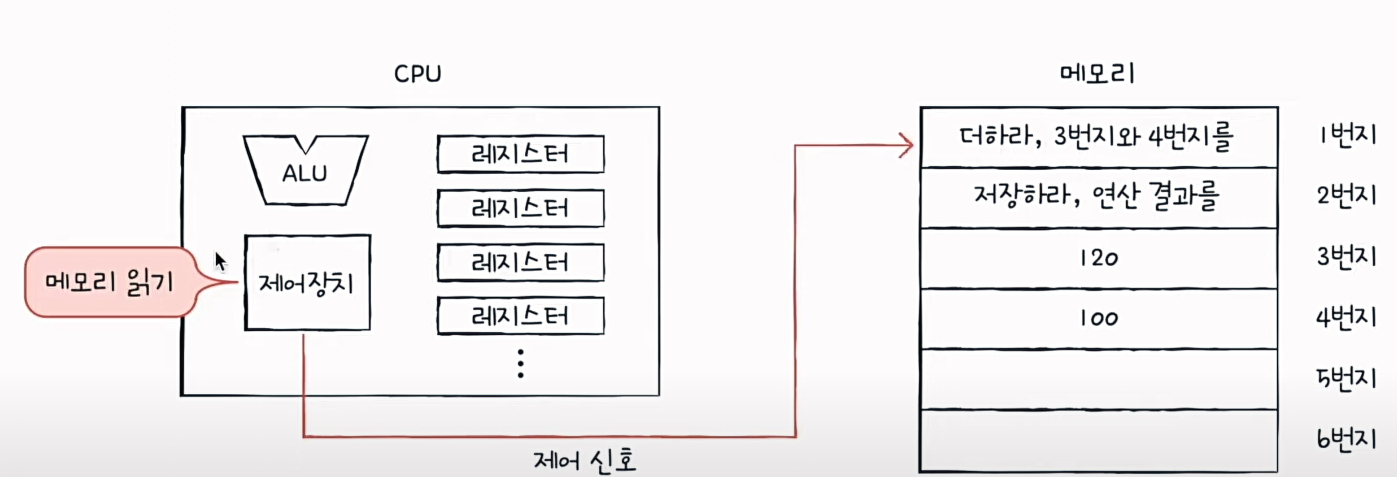 CPU
ALU
레지스터
레지스터
레지스터
레지스터
메모리 읽기
제어장치
제어 신호
메모리
더하라, 3번지와 4번지를
1번지
저장하라, 연산 결과를
2번지
120
3번지
100
4번지
5번지
6번지